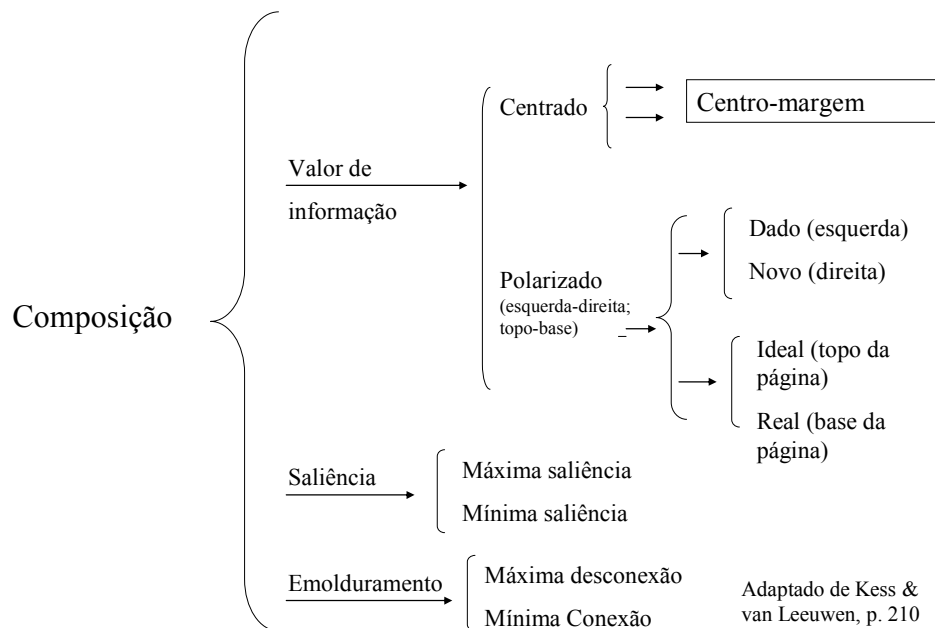 Composição
Valor de
informação
Centrado
Centro-margem
Polarizado
(esquerda-direita;
topo-base)
Dado (esquerda)
Novo (direita)
Ideal (topo da
página)
Real (base da
página)
Saliência
Máxima saliência
Mínima saliência
Emolduramento
Máxima desconexão
Mínima Conexão
Adaptado de Kess &
van Leeuwen, p. 210